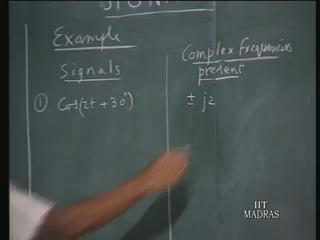 Example
Signals
Complex Frequencies
present
① Cos(2t + 30°)
± j2
IIT
MADRAS